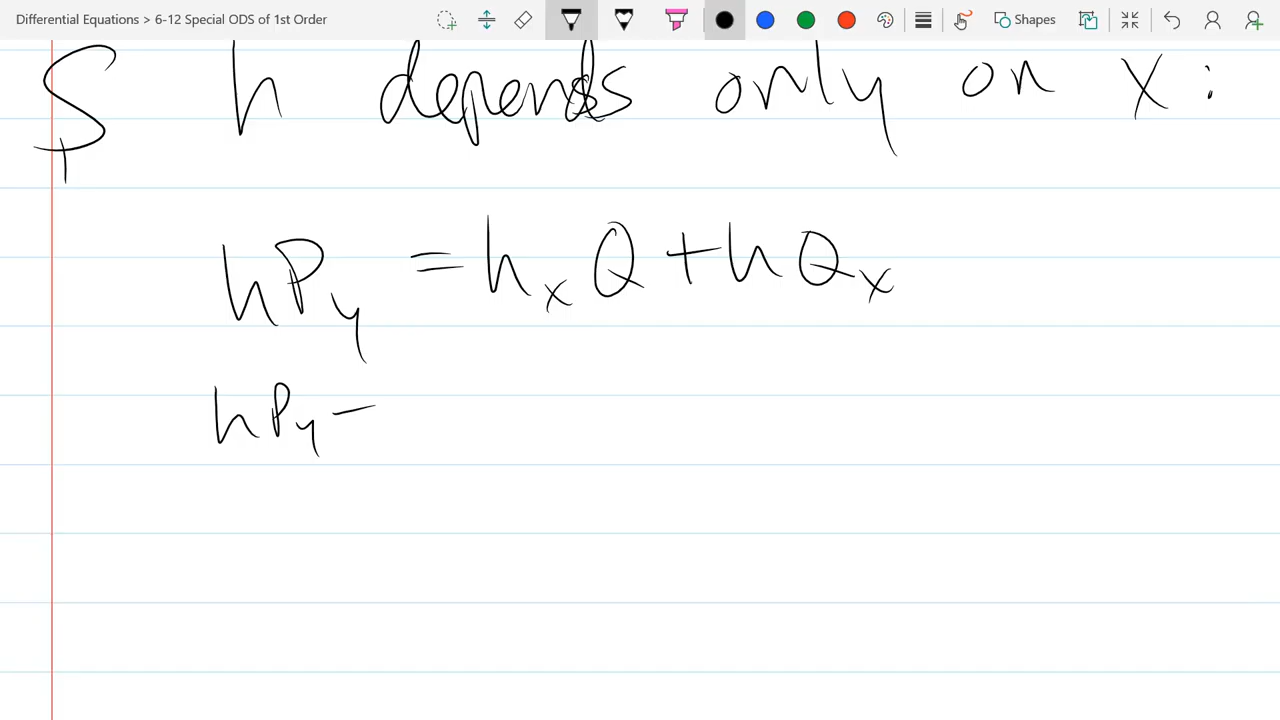 Differential Equations > 6-12 Special ODS of 1st Order
Shapes
$ h depends only on x:
hPy = hxQ + hQx
hPy -